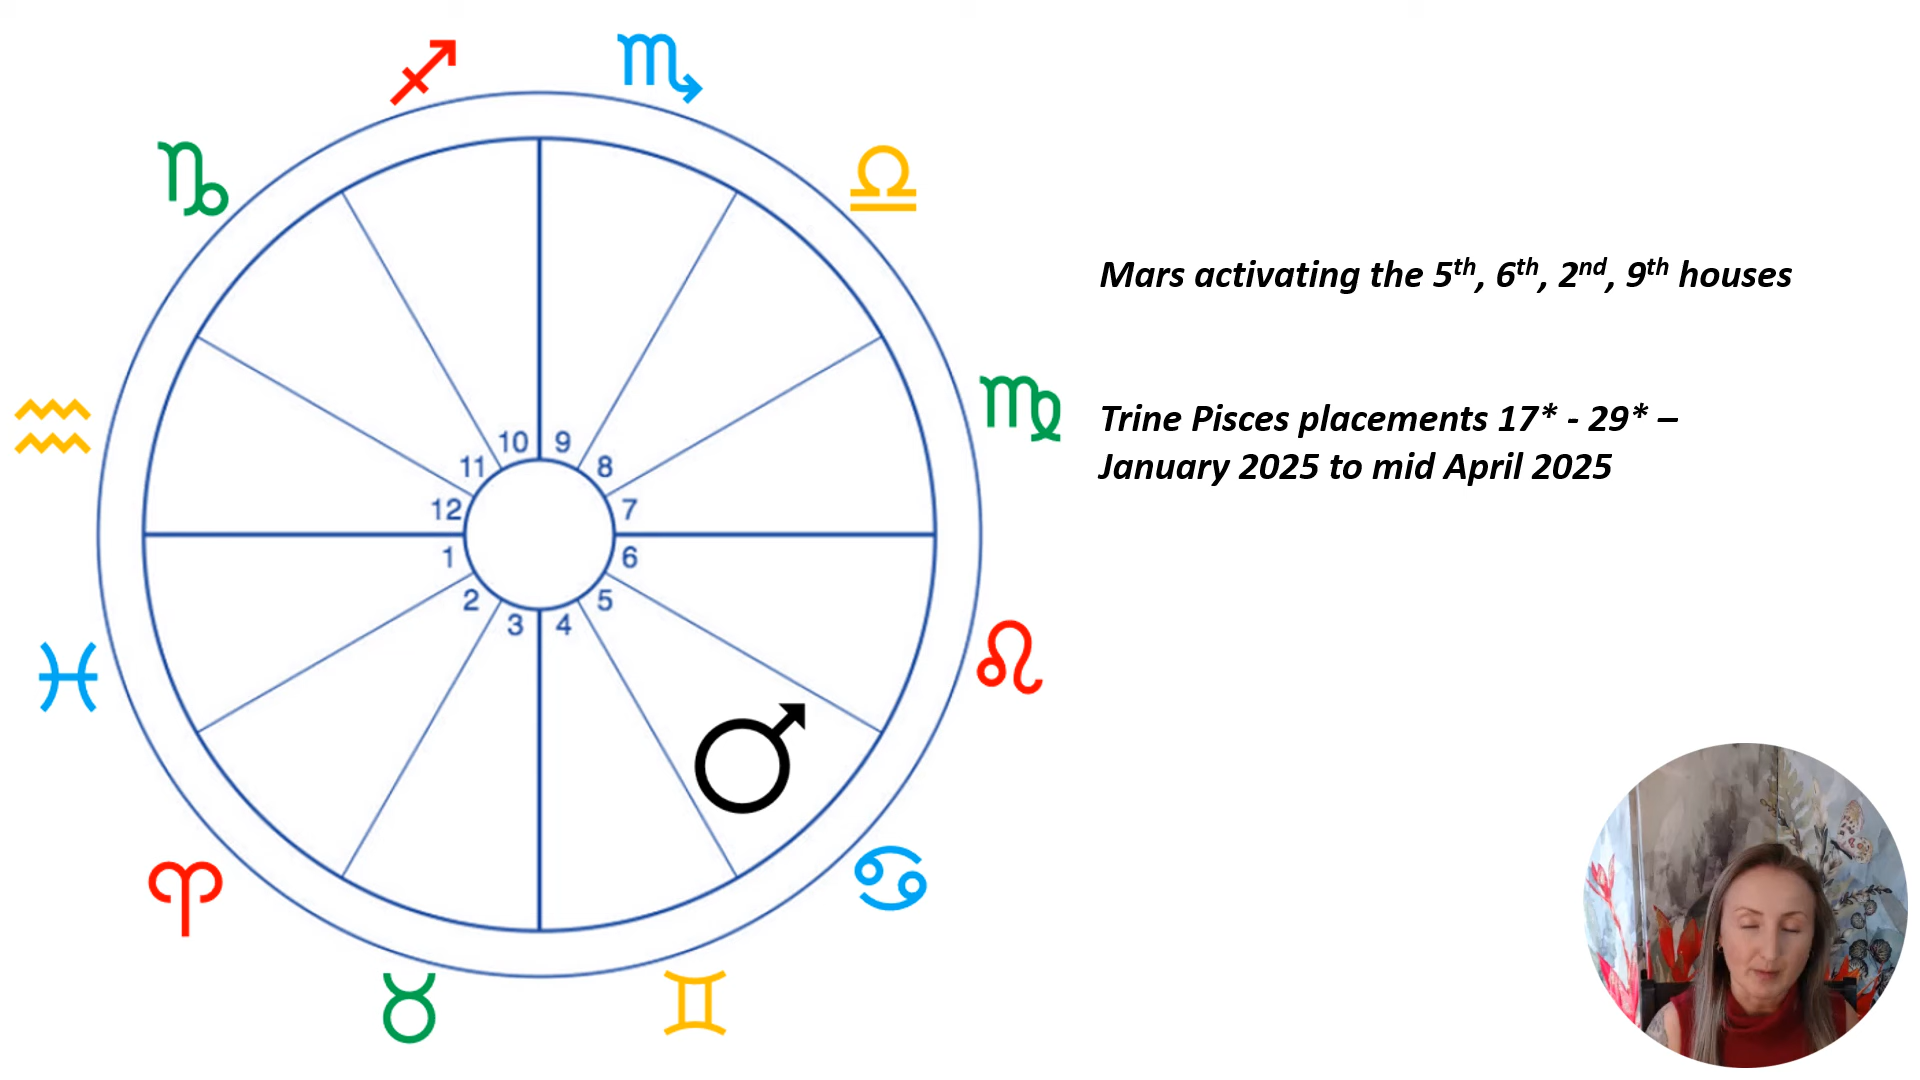 Mars activating the 5th, 6th, 2nd, 9th houses
Trine Pisces placements 17* - 29* –
January 2025 to mid April 2025
10 9
11 8
12 7
1 6
2 5
3 4